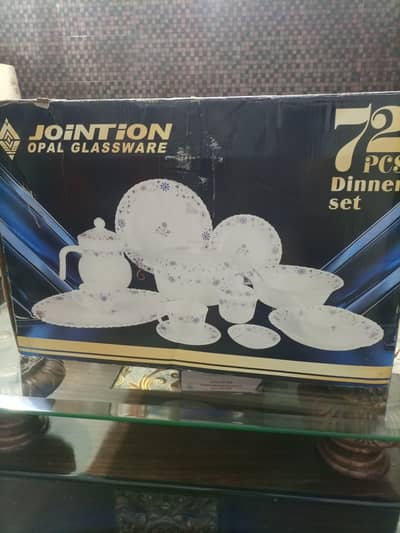 JOINTION
OPAL GLASSWARE
72
PCS
Dinner
set